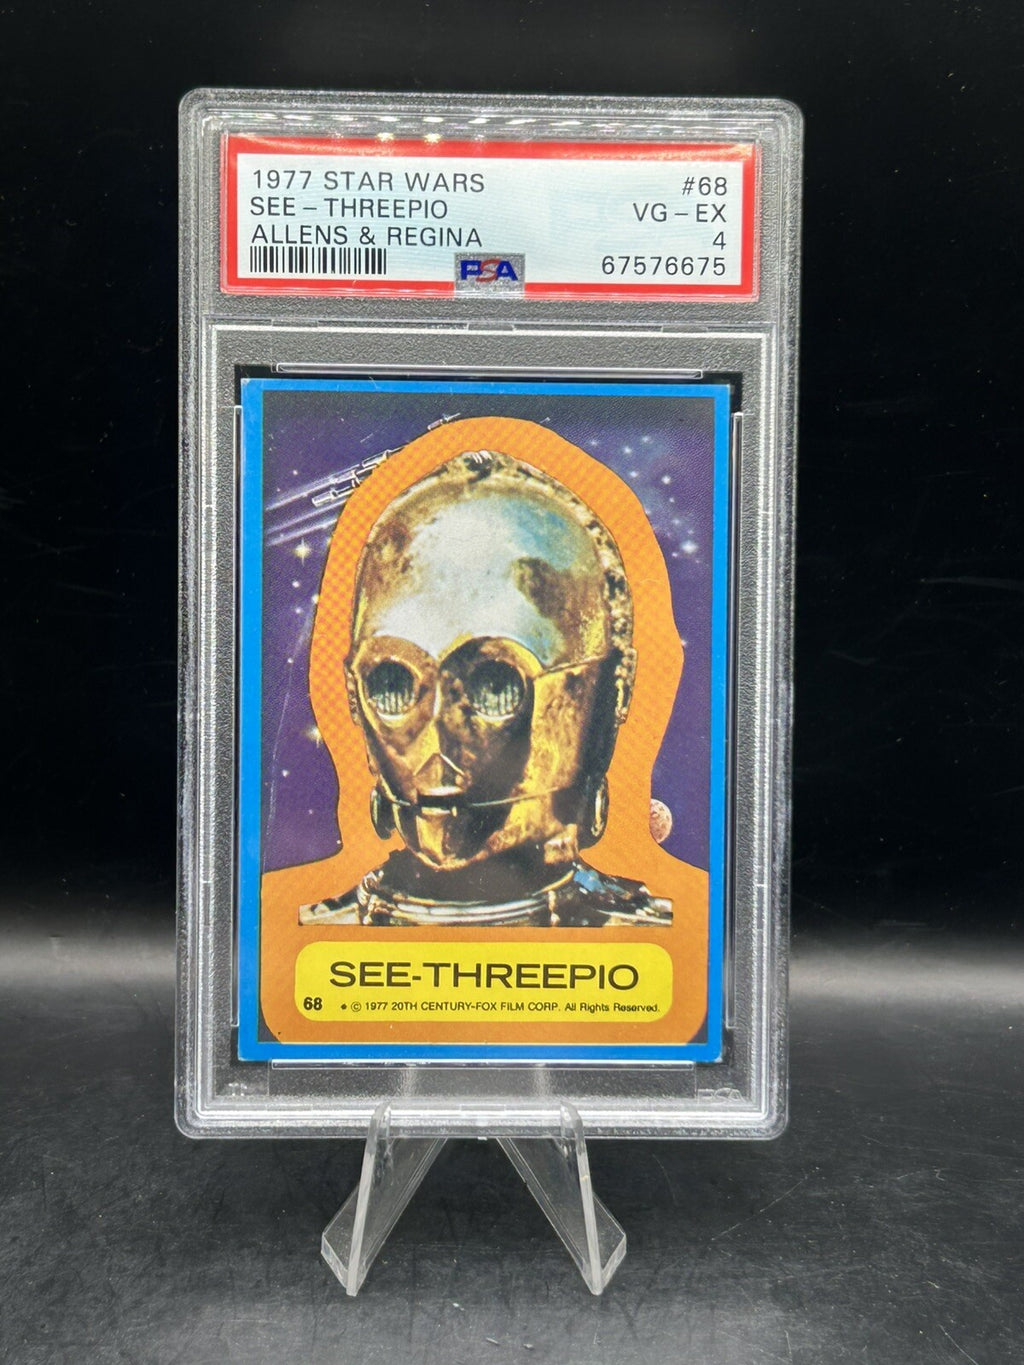 1977 STAR WARS #68
SEE - THREEPIO VG - EX
ALLENS & REGINA 4
PSA 67576675
SEE-THREEPIO
68 ★ © 1977 20TH CENTURY-FOX FILM CORP. All Rights Reserved.
PSA